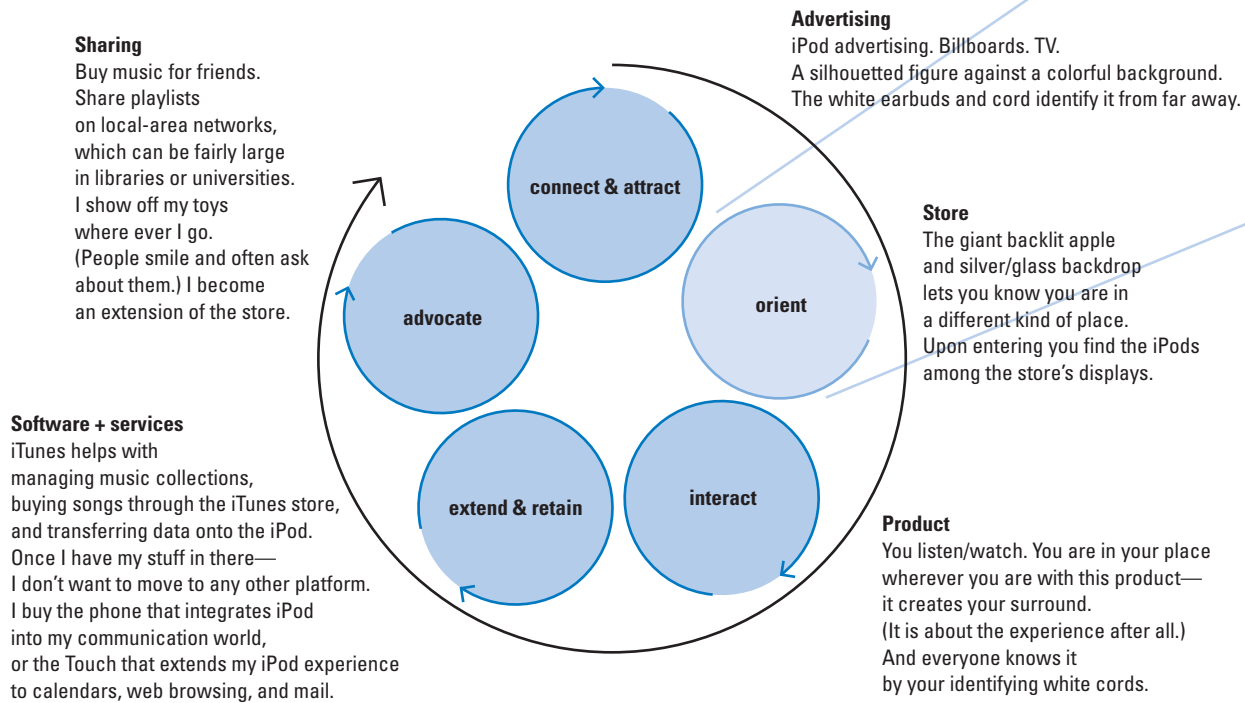 Advertising
iPod advertising. Billboards. TV.
A silhouetted figure against a colorful background.
The white earbuds and cord identify it from far away.
Sharing
Buy music for friends.
Share playlists
on local-area networks,
which can be fairly large
in libraries or universities.
I show off my toys
where ever I go.
(People smile and often ask
about them.) I become
an extension of the store.
connect & attract
Store
The giant backlit apple
and silver/glass backdrop
lets you know you are in
a different kind of place.
Upon entering you find the iPods
among the store's displays.
orient
advocate
Software + services
iTunes helps with
managing music collections,
buying songs through the iTunes store,
and transferring data onto the iPod.
Once I have my stuff in there—
I don't want to move to any other platform.
I buy the phone that integrates iPod
into my communication world,
or the Touch that extends my iPod experience
to calendars, web browsing, and mail.
extend & retain
interact
Product
You listen/watch. You are in your place
wherever you are with this product—
it creates your surround.
(It is about the experience after all.)
And everyone knows it
by your identifying white cords.